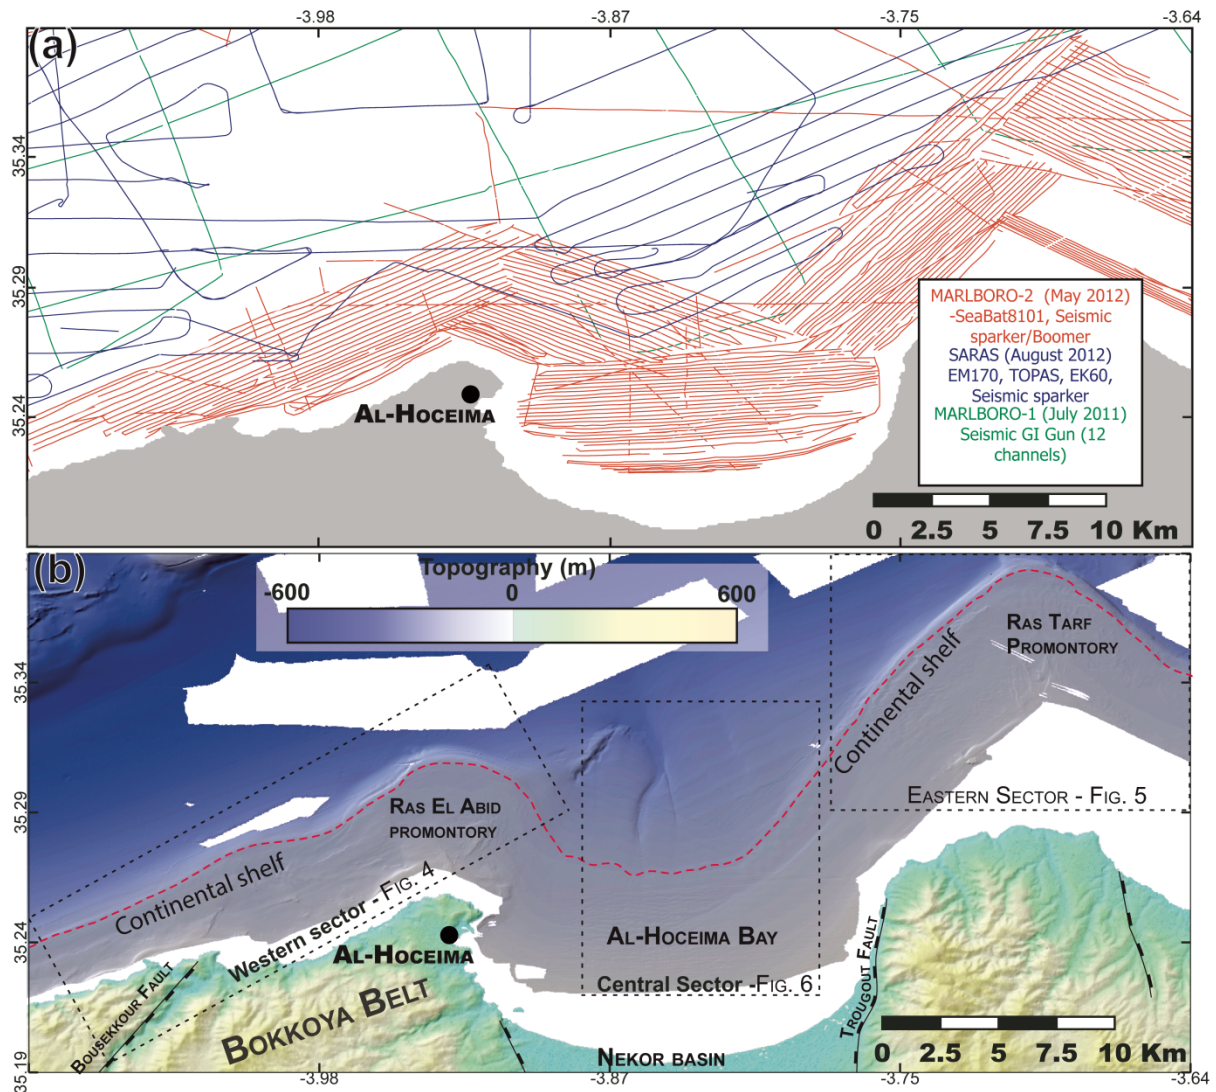 -3.98 -3.87 -3.75 -3.64
(a)
35.34
35.29
35.24
MARLBORO-2 (May 2012)
-SeaBat8101, Seismic
sparker/Boomer
SARAS (August 2012)
EM170, TOPAS, EK60,
Seismic sparker
MARLBORO-1 (July 2011)
Seismic GI Gun (12
channels)
Al-Hoceima
0 2.5 5 7.5 10 Km
(b)
Topography (m)
-600 0 600
Ras Tarf
Promontory
35.34
Continental shelf
Ras El Abid
promontory
Eastern Sector - Fig. 5
35.29
Continental shelf
Western sector - Fig. 4
35.24
Al-Hoceima
Al-Hoceima Bay
Central Sector -Fig. 6
Bousekkour Fault
Bokkoya Belt
Trougout Fault
0 2.5 5 7.5 10 Km
Nekor basin
35.19
-3.98 -3.87 -3.75 -3.64